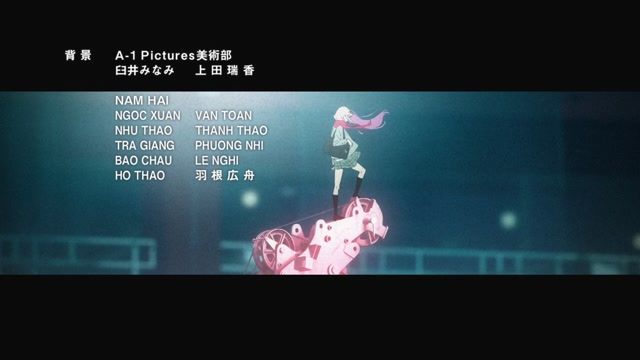 背景 A-1 Pictures美術部
臼井みなみ 上田瑞香
NAM HAI
NGOC XUAN VAN TOAN
NHU THAO THANH THAO
TRA GIANG PHUONG NHI
BAO CHAU LE NGHI
HO THAO 羽根広舟